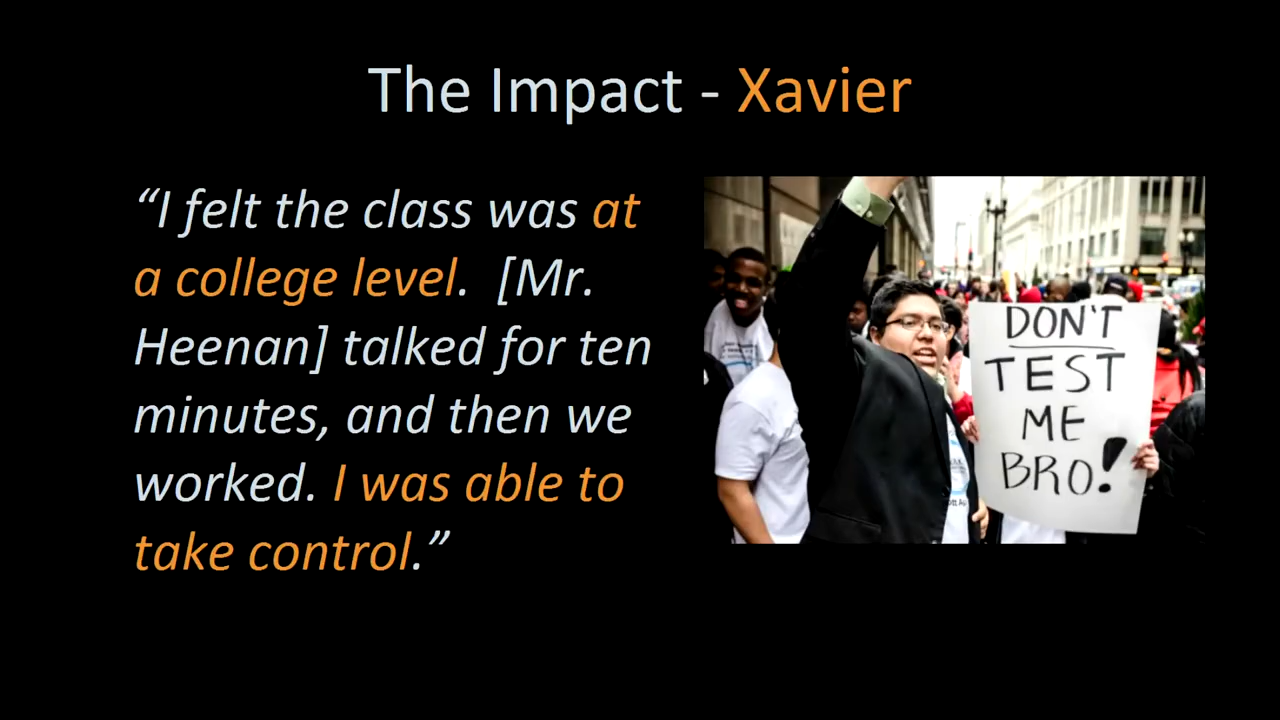 The Impact - Xavier
“I felt the class was at
a college level.  [Mr.
Heenan] talked for ten
minutes, and then we
worked. I was able to
take control.”
DON'T
TEST
ME
BRO!